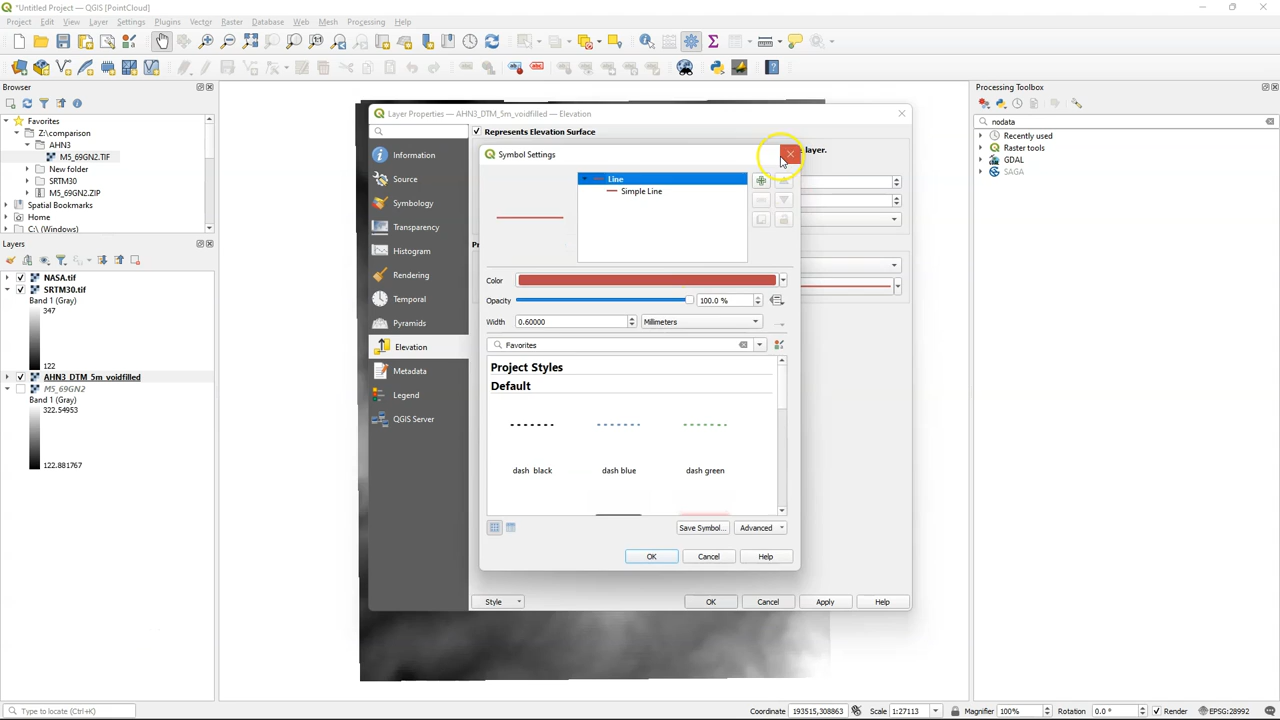 *Untitled Project — QGIS [PointCloud]
Project Edit View Layer Settings Plugins Vector Raster Database Web Mesh Processing Help
Browser
Favorites
Z:\comparison
AHN3
M5_69GN2.TIF
New folder
SRTM30
M5_69GN2.ZIP
Spatial Bookmarks
Home
C:\ (Windows)
Layers
NASA.tif
SRTM30.tif
Band 1 (Gray)
347
122
AHN3_DTM_5m_voidfilled
M5_69GN2
Band 1 (Gray)
322.54953
122.881767
Layer Properties — AHN3_DTM_5m_voidfilled — Elevation
Information
Source
Symbology
Transparency
Histogram
Rendering
Temporal
Pyramids
Elevation
Metadata
Legend
QGIS Server
Represents Elevation Surface
layer.
Symbol Settings
Line
Simple Line
Color
Opacity 100.0 %
Width 0.60000 Millimeters
Favorites
Project Styles
Default
dash black dash blue dash green
Save Symbol... Advanced
OK Cancel Help
Style OK Cancel Apply Help
Processing Toolbox
nodata
Recently used
Raster tools
GDAL
SAGA
Type to locate (Ctrl+K) Coordinate 193515,308863 Scale 1:27113 Magnifier 100% Rotation 0.0 ° Render EPSG:28992